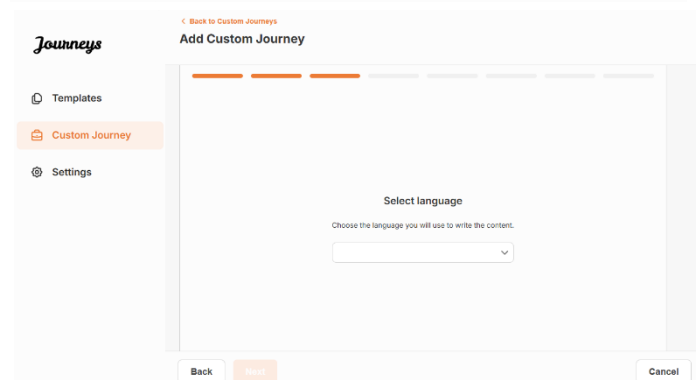 Back to Custom Journeys
Add Custom Journey
Journeys
Templates
Custom Journey
Settings
Select language
Choose the language you will use to write the content.
Back
Next
Cancel